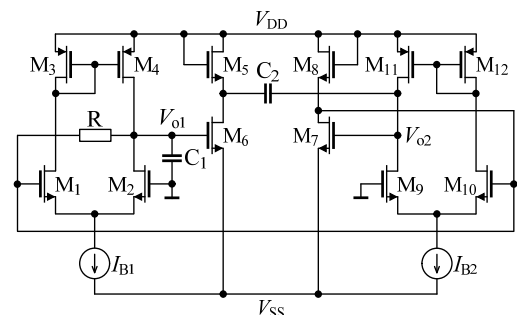 V_DD
M3 M4 M5 M8 M11 M12
C2
R V_o1 M6 M7 V_o2
C1
M1 M2 M9 M10
I_B1 I_B2
V_SS